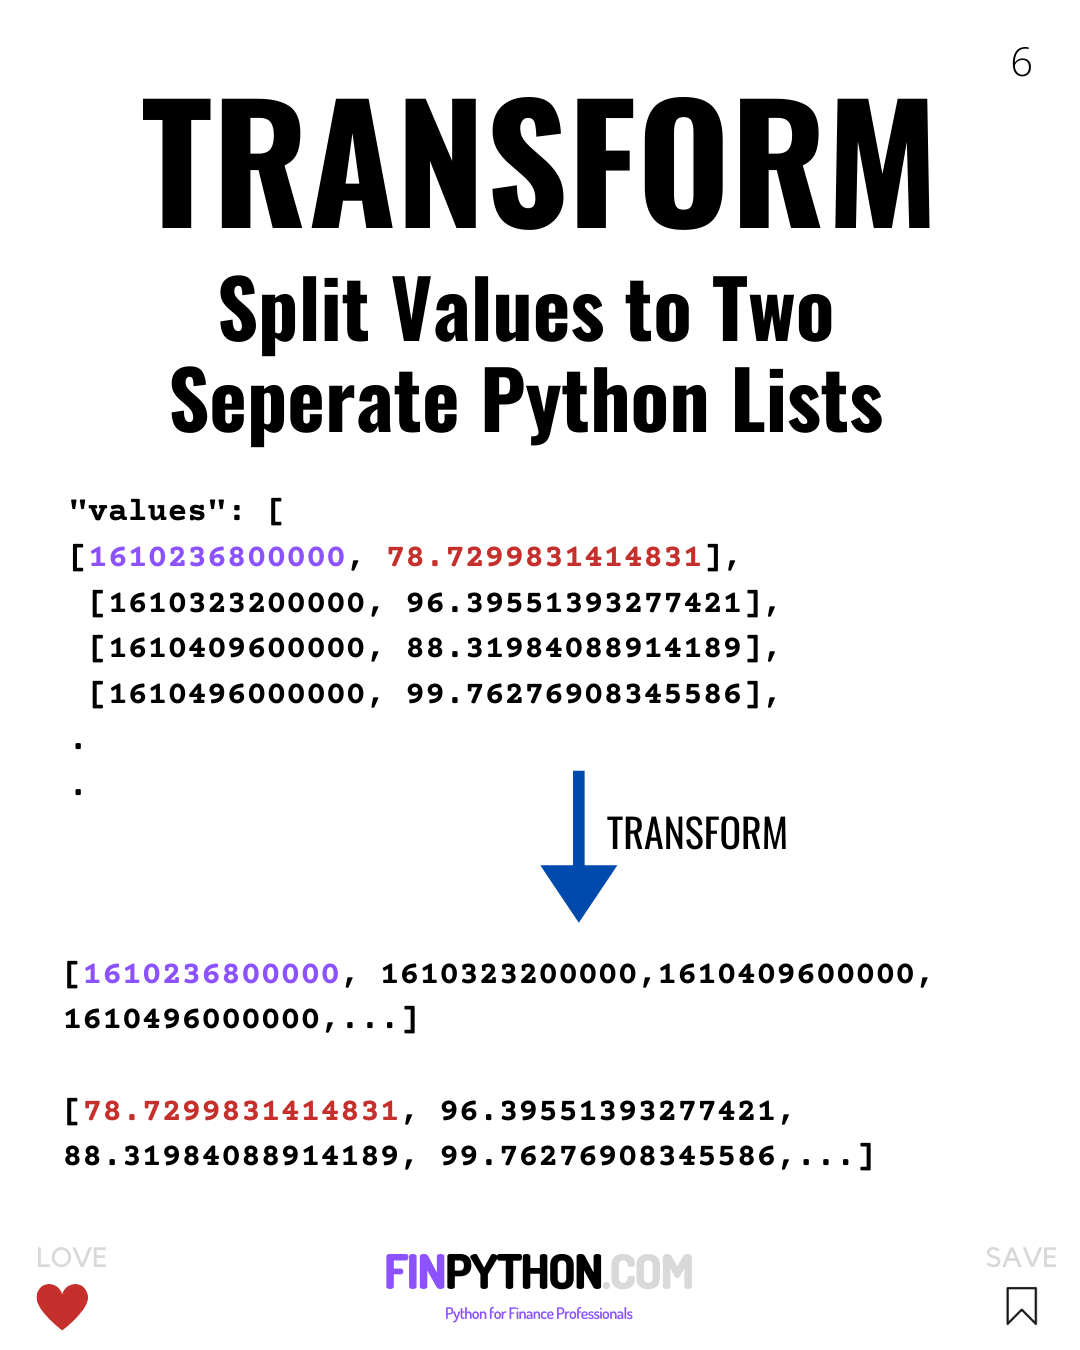 6
TRANSFORM
Split Values to Two
Seperate Python Lists
"values": [
[1610236800000, 78.7299831414831],
[1610323200000, 96.39551393277421],
[1610409600000, 88.31984088914189],
[1610496000000, 99.76276908345586],
.
.
TRANSFORM
[1610236800000, 1610323200000,1610409600000,
1610496000000,...]
[78.7299831414831, 96.39551393277421,
88.31984088914189, 99.76276908345586,...]
LOVE
FINPYTHON.COM
Python for Finance Professionals
SAVE